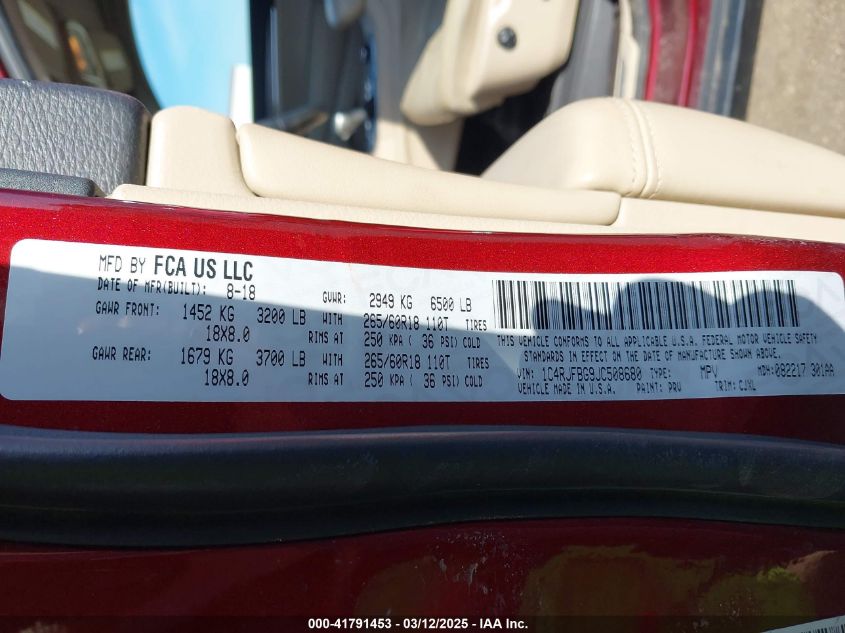 MFD BY FCA US LLC
DATE OF MFR(BUILT): 8-18 GVWR: 2949 KG 6500 LB
GAWR FRONT: 1452 KG 3200 LB WITH 265/60R18 110T TIRES
18X8.0 RIMS AT 250 KPA ( 36 PSI) COLD
GAWR REAR: 1679 KG 3700 LB WITH 265/60R18 110T TIRES
18X8.0 RIMS AT 250 KPA ( 36 PSI) COLD
THIS VEHICLE CONFORMS TO ALL APPLICABLE U.S.A. FEDERAL MOTOR VEHICLE SAFETY
STANDARDS IN EFFECT ON THE DATE OF MANUFACTURE SHOWN ABOVE.
VIN: 1C4RJFBG9JC508680 TYPE: MPV MDH:082217 301AA
VEHICLE MADE IN U.S.A. PAINT: PRV TRIM: CJXL
000-41791453 - 03/12/2025 - IAAI.com